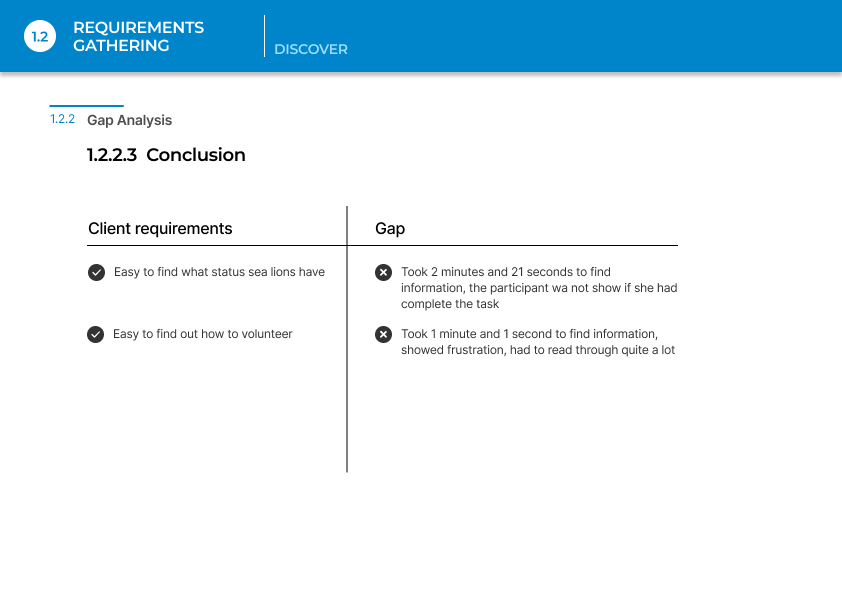 1.2
REQUIREMENTS
GATHERING
DISCOVER
1.2.2 Gap Analysis
1.2.2.3 Conclusion
Client requirements
Gap
Easy to find what status sea lions have
Took 2 minutes and 21 seconds to find
information, the participant wa not show if she had
complete the task
Easy to find out how to volunteer
Took 1 minute and 1 second to find information,
showed frustration, had to read through quite a lot